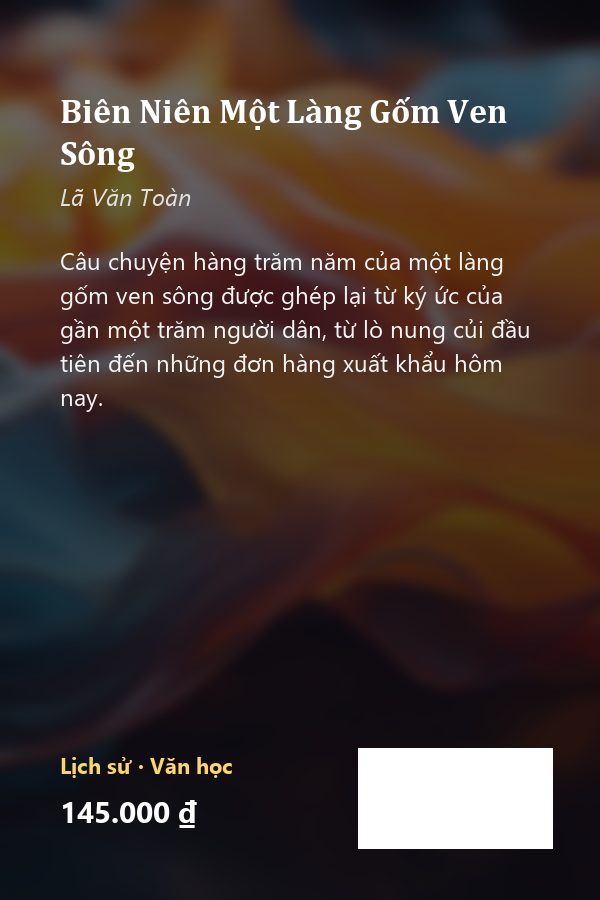 Biên Niên Một Làng Gốm Ven
Sông
Lã Văn Toàn
Câu chuyện hàng trăm năm của một làng
gốm ven sông được ghép lại từ ký ức của
gần một trăm người dân, từ lò nung củi đầu
tiên đến những đơn hàng xuất khẩu hôm
nay.
Lịch sử · Văn học
145.000 ₫